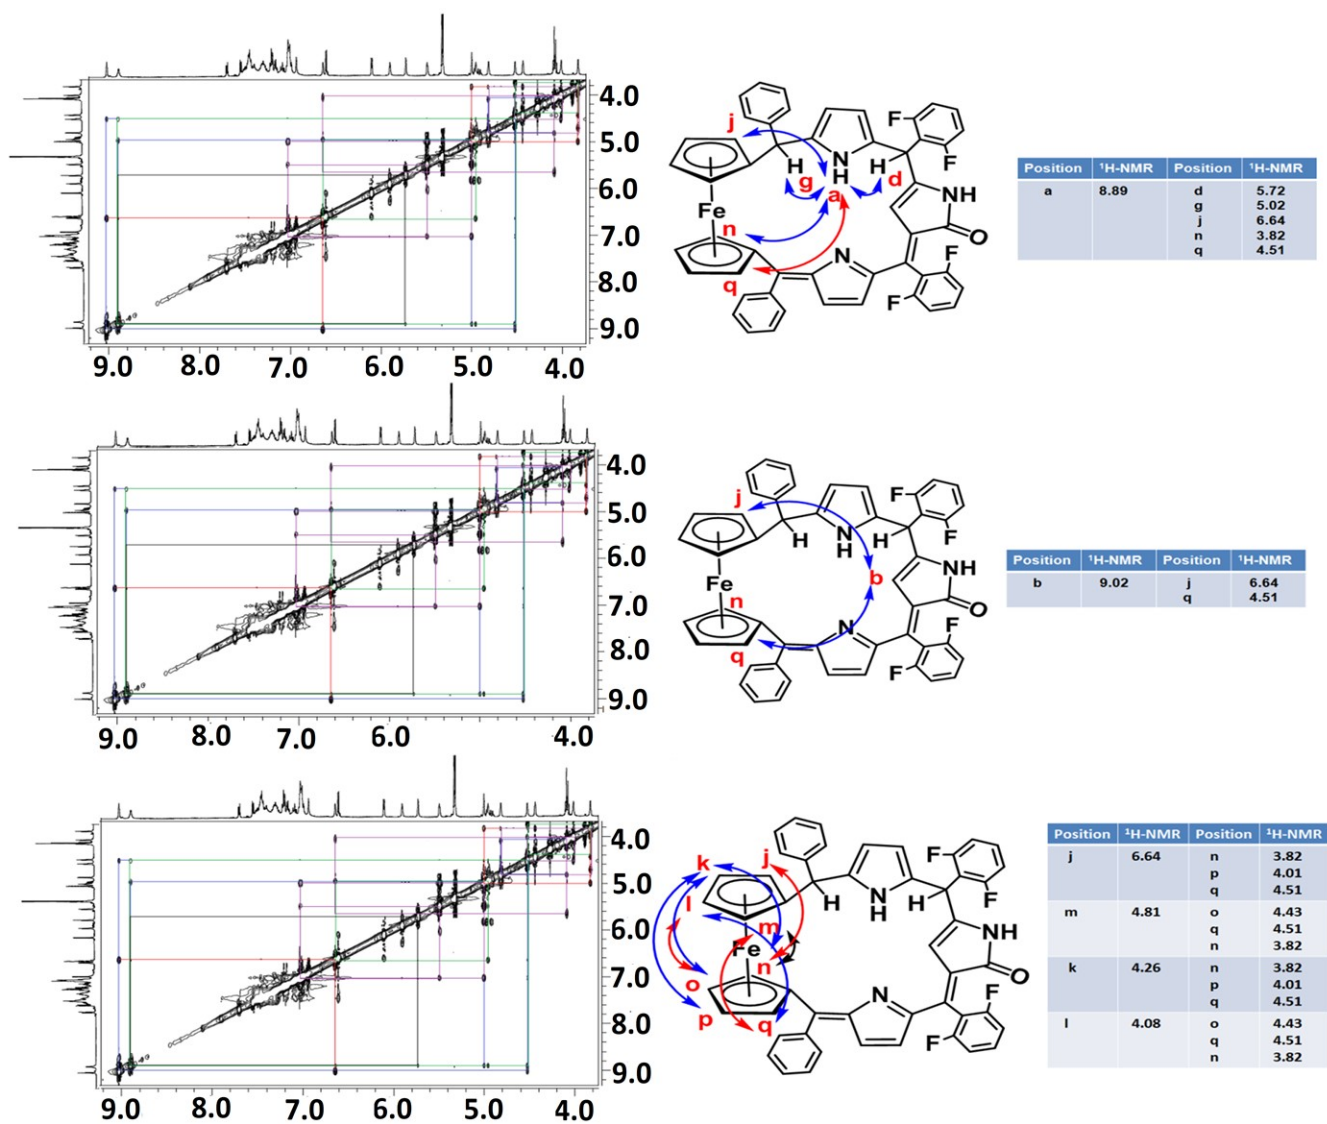 4.0
5.0
6.0
7.0
8.0
9.0
9.0 8.0 7.0 6.0 5.0 4.0
j
H
g
N
H
a
H
d
F
F
NH
O
Fe
n
N
q
F
F
Position ¹H-NMR Position ¹H-NMR
a 8.89 d 5.72
g 5.02
j 6.64
n 3.82
q 4.51
4.0
5.0
6.0
7.0
8.0
9.0
9.0 8.0 7.0 6.0 4.0
j
H
NH
H
F
F
b
NH
O
Fe
n
N
q
F
F
Position ¹H-NMR Position ¹H-NMR
b 9.02 j 6.64
q 4.51
4.0
5.0
6.0
7.0
8.0
9.0
9.0 8.0 7.0 6.0 5.0 4.0
k
j
l
H
NH
H
F
F
m
NH
O
Fe
n
o
N
p
q
F
F
Position ¹H-NMR Position ¹H-NMR
j 6.64 n 3.82
p 4.01
q 4.51
m 4.81 o 4.43
q 4.51
n 3.82
k 4.26 n 3.82
p 4.01
q 4.51
l 4.08 o 4.43
q 4.51
n 3.82